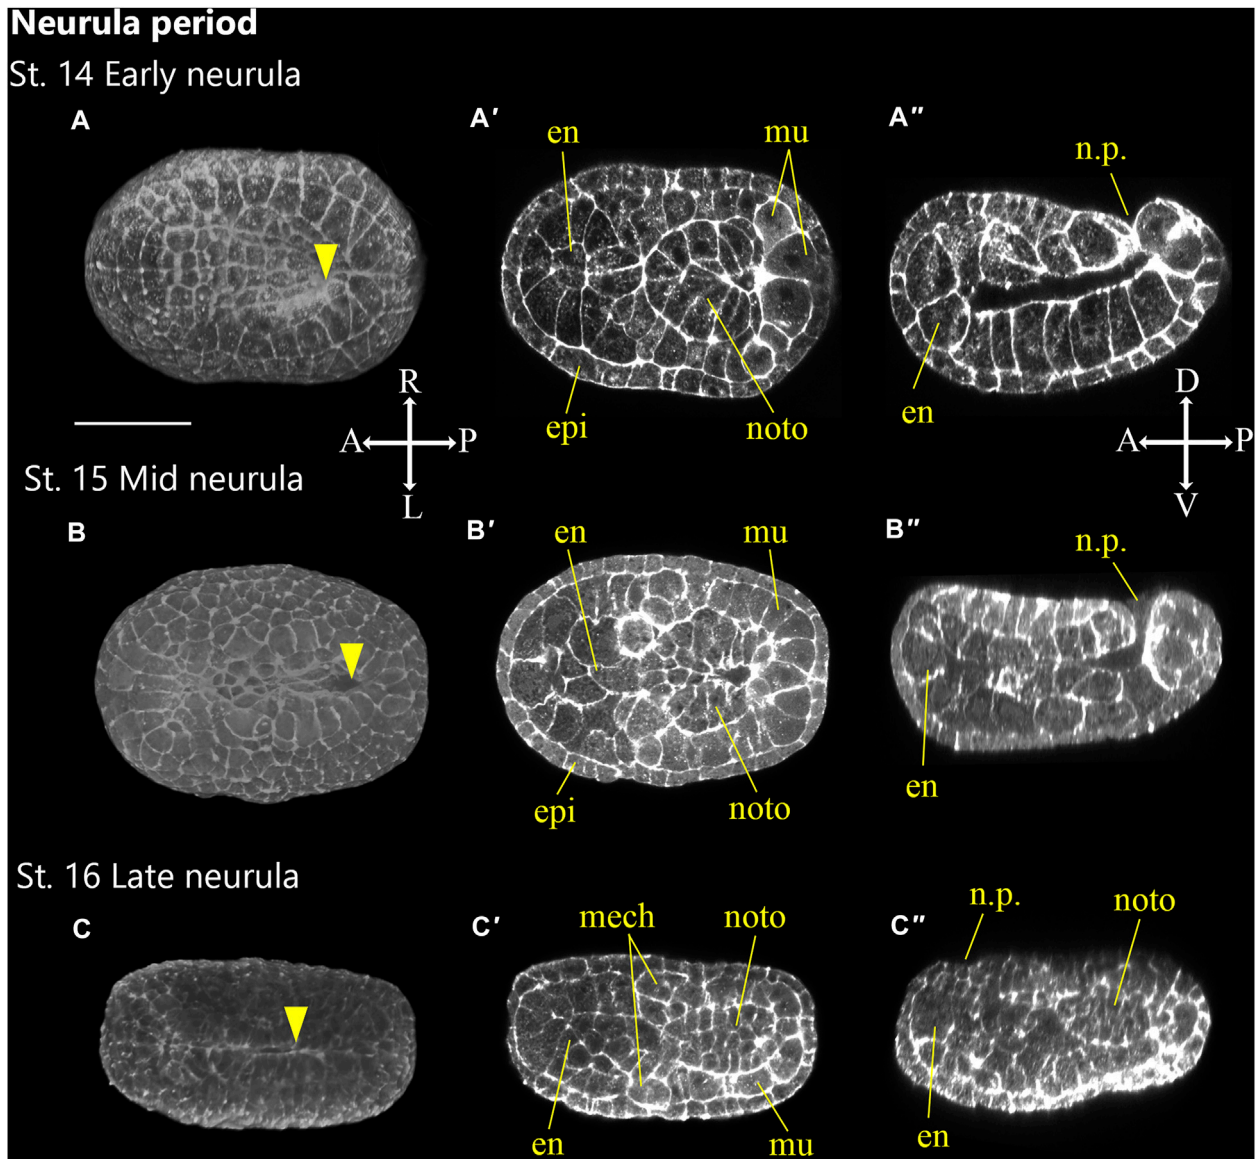 Neurula period
St. 14 Early neurula
A
A′
A″
en
mu
n.p.
epi
noto
en
R
A P
L
D
A P
V
St. 15 Mid neurula
B
B′
B″
en
mu
n.p.
epi
noto
en
St. 16 Late neurula
C
C′
C″
mech
noto
n.p.
noto
en
mu
en